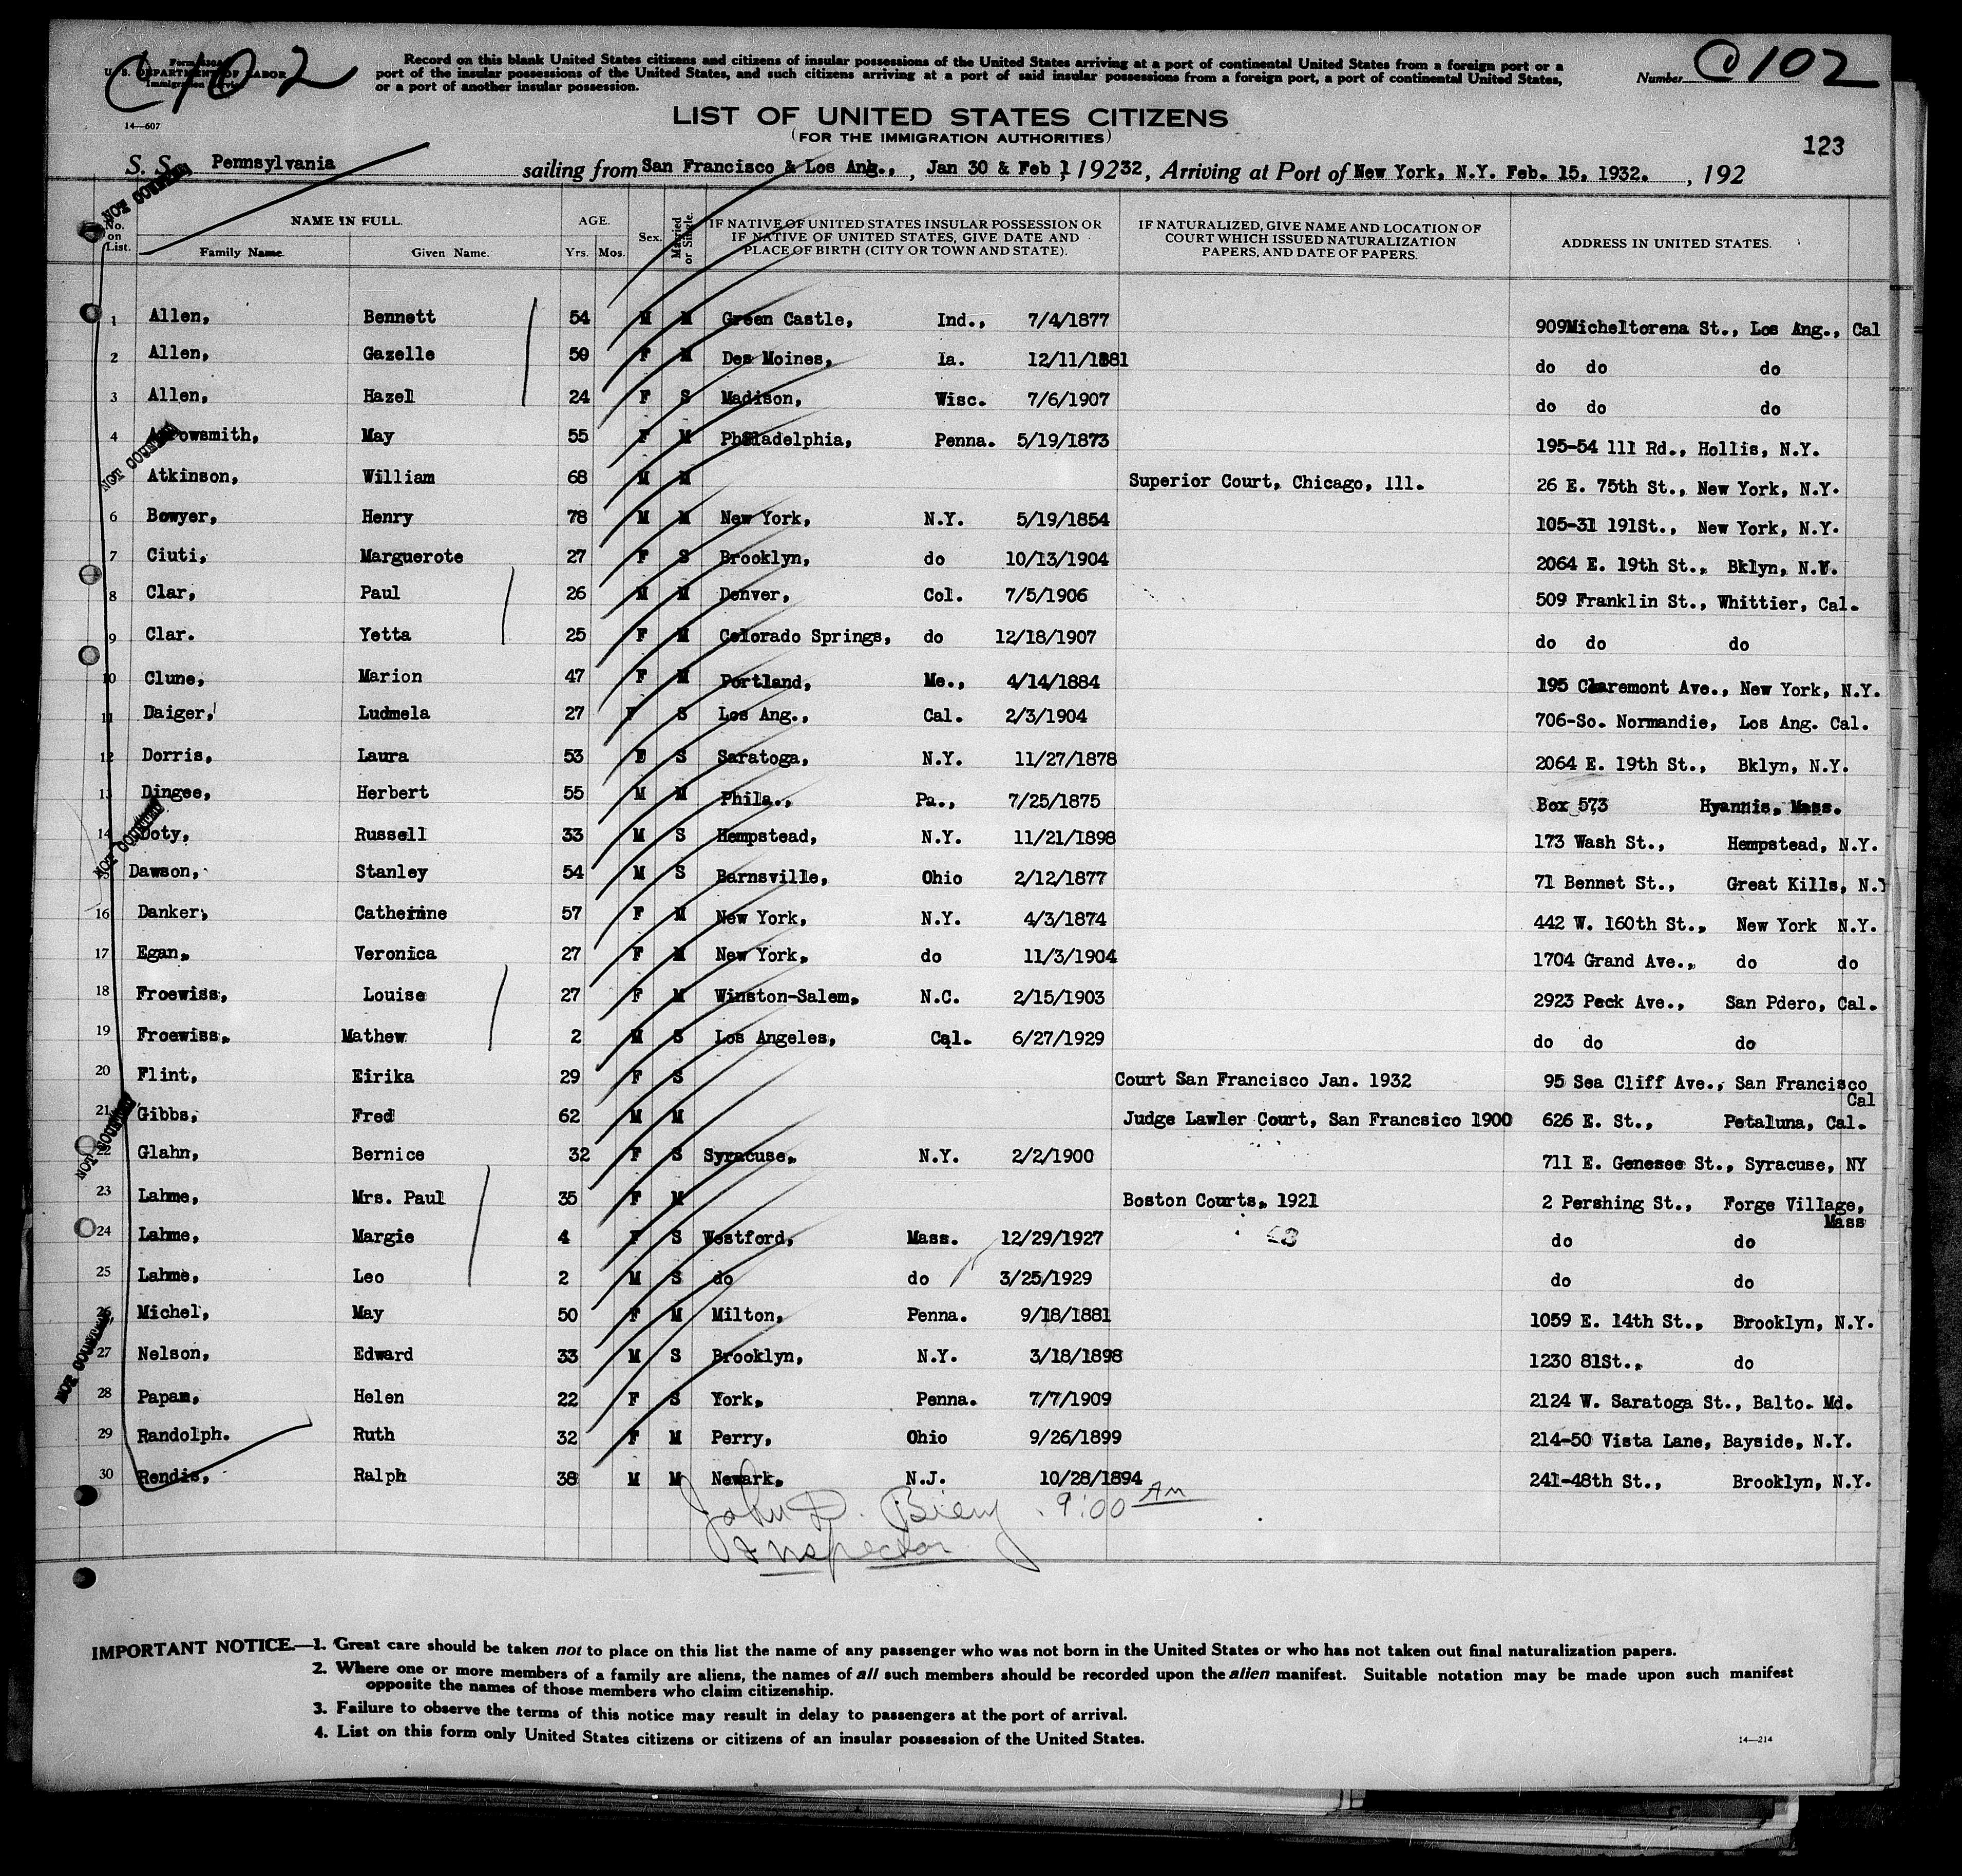 C 102
Form 630A
U. S. DEPARTMENT OF LABOR
Immigration Service
14—607
Record on this blank United States citizens and citizens of insular possessions of the United States arriving at a port of continental United States from a foreign port or a
port of the insular possessions of the United States, and such citizens arriving at a port of said insular possessions from a foreign port, a port of continental United States,
or a port of another insular possession.
Number 102
LIST OF UNITED STATES CITIZENS
(FOR THE IMMIGRATION AUTHORITIES)
123
S. S. Pennsylvania sailing from San Francisco & Los Ang., , Jan 30 & Feb 1, 19232, Arriving at Port of New York, N.Y. Feb. 15, 1932. , 192
NOT COUNTED
No. on List. NAME IN FULL. Family Name. Given Name. AGE. Yrs. Mos. Sex. Married or Single. IF NATIVE OF UNITED STATES INSULAR POSSESSION OR IF NATIVE OF UNITED STATES, GIVE DATE AND PLACE OF BIRTH (CITY OR TOWN AND STATE). IF NATURALIZED, GIVE NAME AND LOCATION OF COURT WHICH ISSUED NATURALIZATION PAPERS, AND DATE OF PAPERS. ADDRESS IN UNITED STATES.
1 Allen, Bennett 54 M M Green Castle, Ind., 7/4/1877 909Micheltorena St., Los Ang., Cal
2 Allen, Gazelle 50 F M Des Moines, Ia. 12/11/1881 do do do
3 Allen, Hazel 24 F S Madison, Wisc. 7/6/1907 do do do
4 Arrowsmith, May 55 F M Philadelphia, Penna. 5/19/1873 195-54 111 Rd., Hollis, N.Y.
NOT COUNTED
Atkinson, William 68 M M Superior Court, Chicago, Ill. 26 E. 75th St., New York, N.Y.
6 Bowyer, Henry 78 M M New York, N.Y. 5/19/1854 105-31 191St., New York, N.Y.
7 Ciuti, Marguerote 27 F S Brooklyn, do 10/13/1904 2064 E. 19th St., Bklyn, N.Y.
8 Clar, Paul 26 M M Denver, Col. 7/5/1906 509 Franklin St., Whittier, Cal.
9 Clar. Yetta 25 F M Colorado Springs, do 12/18/1907 do do do
10 Clune, Marion 47 F M Portland, Me., 4/14/1884 195 Claremont Ave., New York, N.Y.
11 Daiger, Ludmela 27 F S Los Ang., Cal. 2/3/1904 706-So. Normandie, Los Ang. Cal.
12 Dorris, Laura 53 F S Saratoga, N.Y. 11/27/1878 2064 E. 19th St., Bklyn, N.Y.
13 Dingee, Herbert 55 M M Phila., Pa., 7/25/1875 Box 573 Hyannis, Mass.
14 Doty, Russell 33 M S Hempstead, N.Y. 11/21/1898 173 Wash St., Hempstead, N.Y.
NOT COUNTED
Dawson, Stanley 54 M S Barnsville, Ohio 2/12/1877 71 Bennet St., Great Kills, N.Y
16 Danker, Catherine 57 F M New York, N.Y. 4/3/1874 442 W. 160th St., New York N.Y.
17 Egan, Veronica 27 F M New York, do 11/3/1904 1704 Grand Ave., do do
18 Froewiss, Louise 27 F M Winston-Salem, N.C. 2/15/1903 2923 Peck Ave., San Pdero, Cal.
19 Froewiss, Mathew 2 M S Los Angeles, Cal. 6/27/1929 do do do
20 Flint, Eirika 29 F S Court San Francisco Jan. 1932 95 Sea Cliff Ave., San Francisco Cal
21 Gibbs, Fred 62 M M Judge Lawler Court, San Francsico 1900 626 E. St., Petaluna, Cal.
NOT COUNTED
22 Glahn, Bernice 32 F S Syracuse, N.Y. 2/2/1900 711 E. Genesee St., Syracuse, NY
23 Lahme, Mrs. Paul 35 F M Boston Courts, 1921 2 Pershing St., Forge Village, Mass
24 Lahme, Margie 4 F S Westford, Mass. 12/29/1927 do do
25 Lahme, Leo 2 M S do do 3/25/1929 do do
26 Michel, May 50 F M Milton, Penna. 9/18/1881 1059 E. 14th St., Brooklyn, N.Y.
NOT COUNTED
27 Nelson, Edward 33 M S Brooklyn, N.Y. 3/18/1898 1230 81St., do
28 Papam, Helen 22 F S York, Penna. 7/7/1909 2124 W. Saratoga St., Balto. Md.
29 Randolph. Ruth 32 F M Perry, Ohio 9/26/1899 214-50 Vista Lane, Bayside, N.Y.
30 Rendis, Ralph 38 M M Newark, N.J. 10/28/1894 241-48th St., Brooklyn, N.Y.
John D. 9:00 AM
Inspector
IMPORTANT NOTICE.—1. Great care should be taken not to place on this list the name of any passenger who was not born in the United States or who has not taken out final naturalization papers.
2. Where one or more members of a family are aliens, the names of all such members should be recorded upon the alien manifest. Suitable notation may be made upon such manifest
opposite the names of those members who claim citizenship.
3. Failure to observe the terms of this notice may result in delay to passengers at the port of arrival.
4. List on this form only United States citizens or citizens of an insular possession of the United States.
14—214